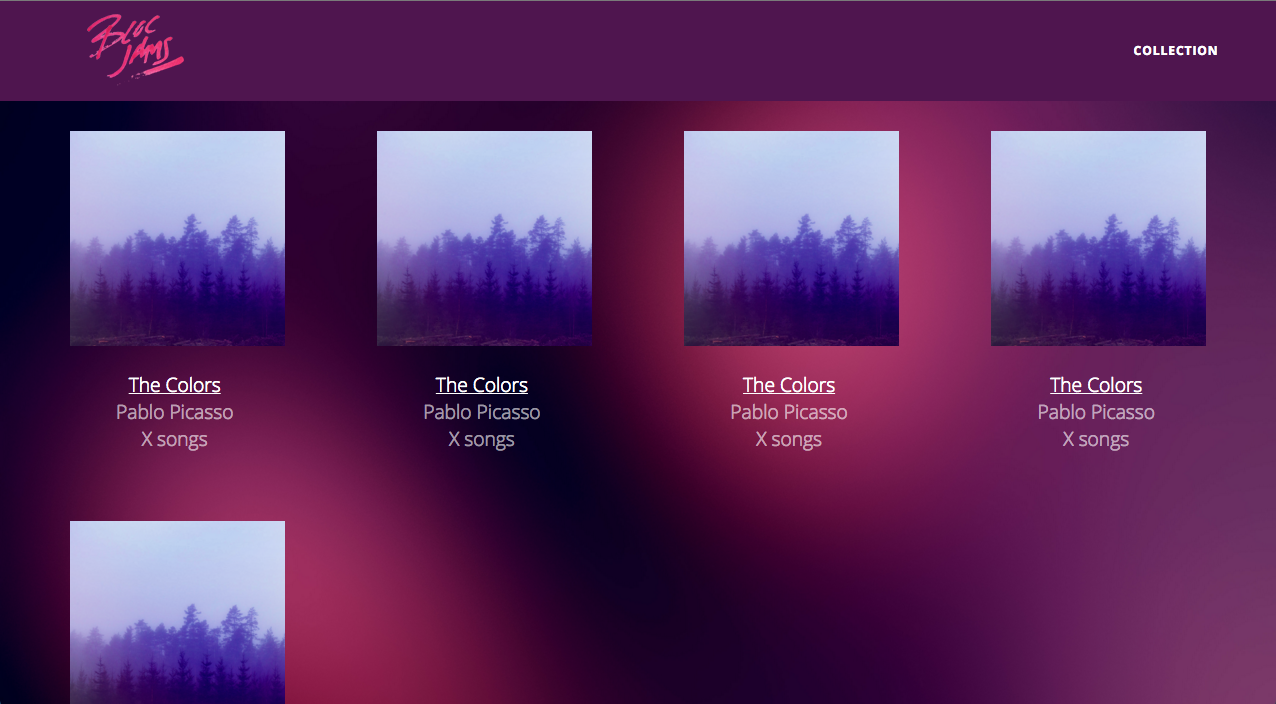 Bloc
Jams
COLLECTION
The Colors
Pablo Picasso
X songs
The Colors
Pablo Picasso
X songs
The Colors
Pablo Picasso
X songs
The Colors
Pablo Picasso
X songs